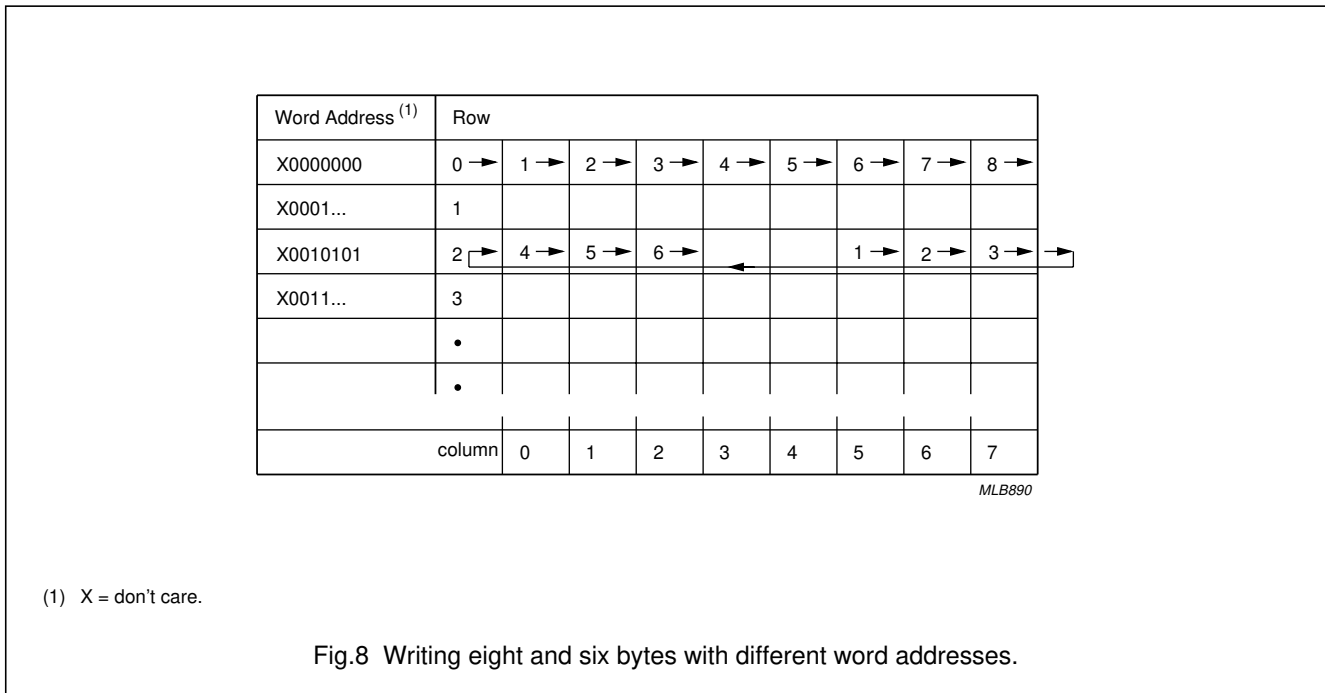 Word Address (1) Row
X0000000 0 1 2 3 4 5 6 7 8
X0001... 1
X0010101 2 4 5 6 1 2 3
X0011... 3
•
•
column 0 1 2 3 4 5 6 7
MLB890
(1) X = don't care.
Fig.8 Writing eight and six bytes with different word addresses.